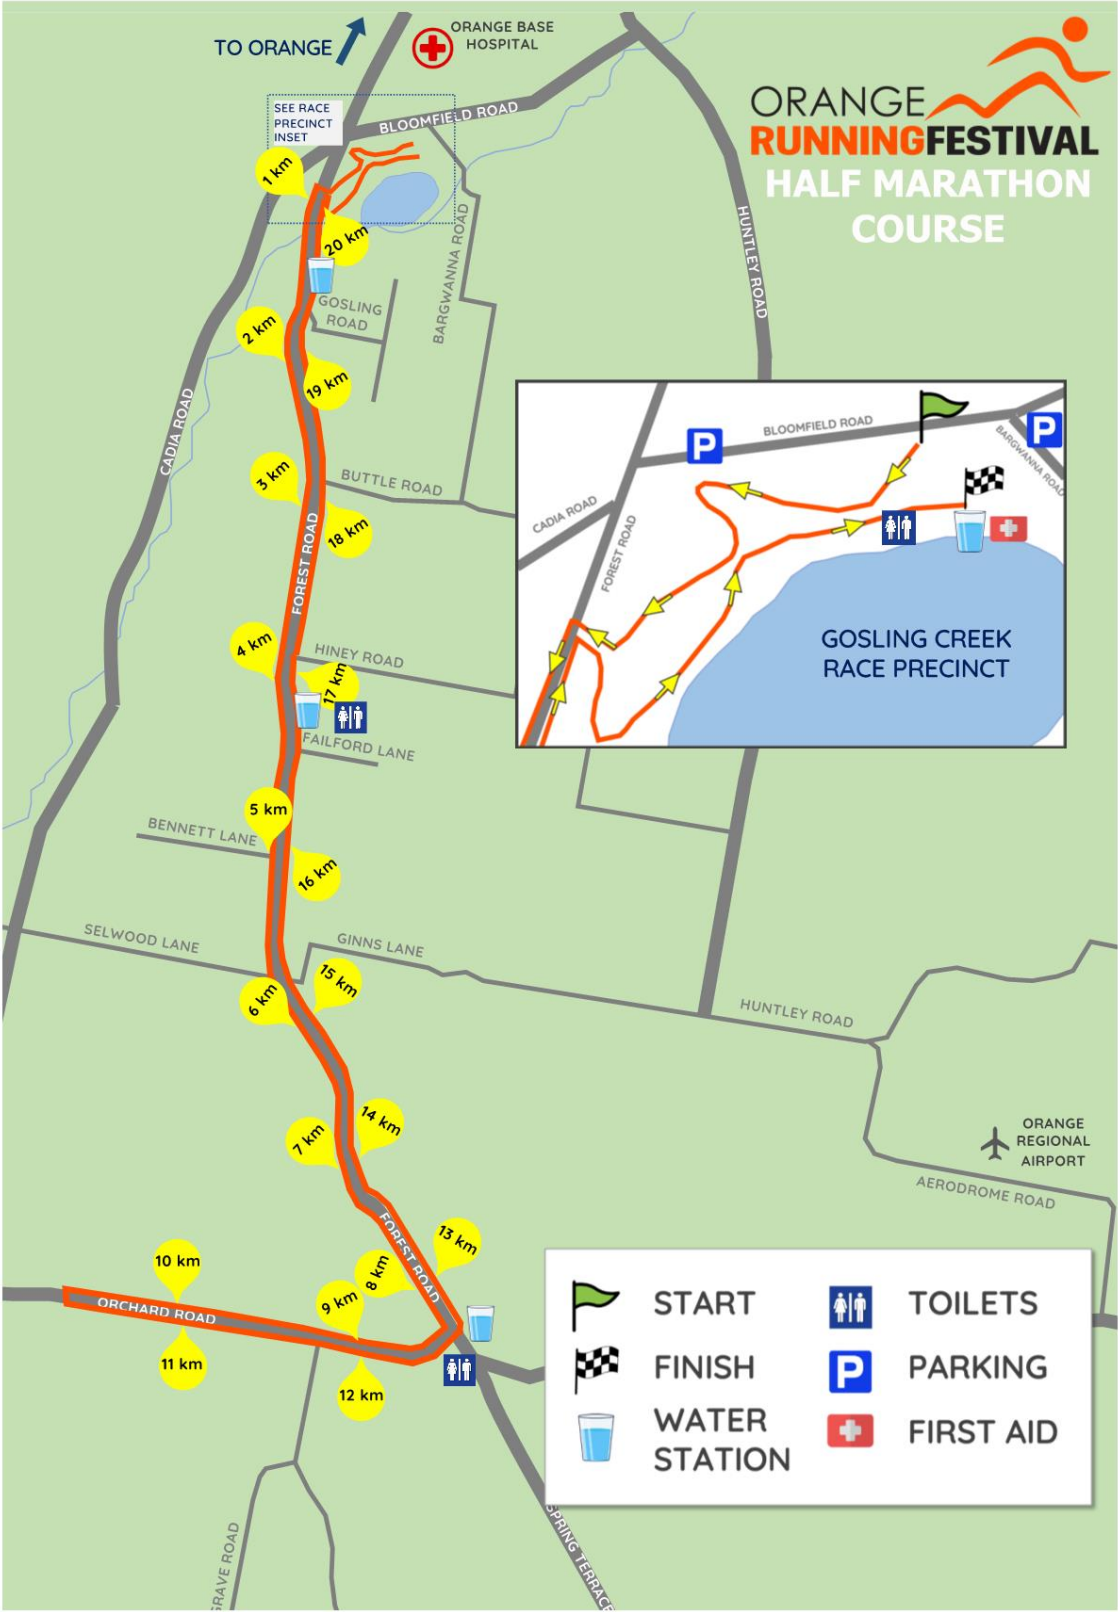 TO ORANGE
ORANGE BASE
HOSPITAL
ORANGE
RUNNINGFESTIVAL
HALF MARATHON
COURSE
SEE RACE
PRECINCT
INSET
BLOOMFIELD ROAD
1 km
20 km
BARGWANNA ROAD
HUNTLEY ROAD
GOSLING
ROAD
2 km
19 km
CADIA ROAD
3 km
BUTTLE ROAD
18 km
FOREST ROAD
4 km
HINEY ROAD
17 km
FAILFORD LANE
5 km
BENNETT LANE
16 km
SELWOOD LANE
GINNS LANE
15 km
6 km
HUNTLEY ROAD
14 km
7 km
ORANGE
REGIONAL
AIRPORT
AERODROME ROAD
13 km
FOREST ROAD
8 km
10 km
9 km
ORCHARD ROAD
11 km
12 km
GRAVE ROAD
SPRING TERRACE
BLOOMFIELD ROAD
P
P
BARGWANNA ROAD
CADIA ROAD
FOREST ROAD
GOSLING CREEK
RACE PRECINCT
START
TOILETS
FINISH
P
PARKING
WATER
STATION
FIRST AID